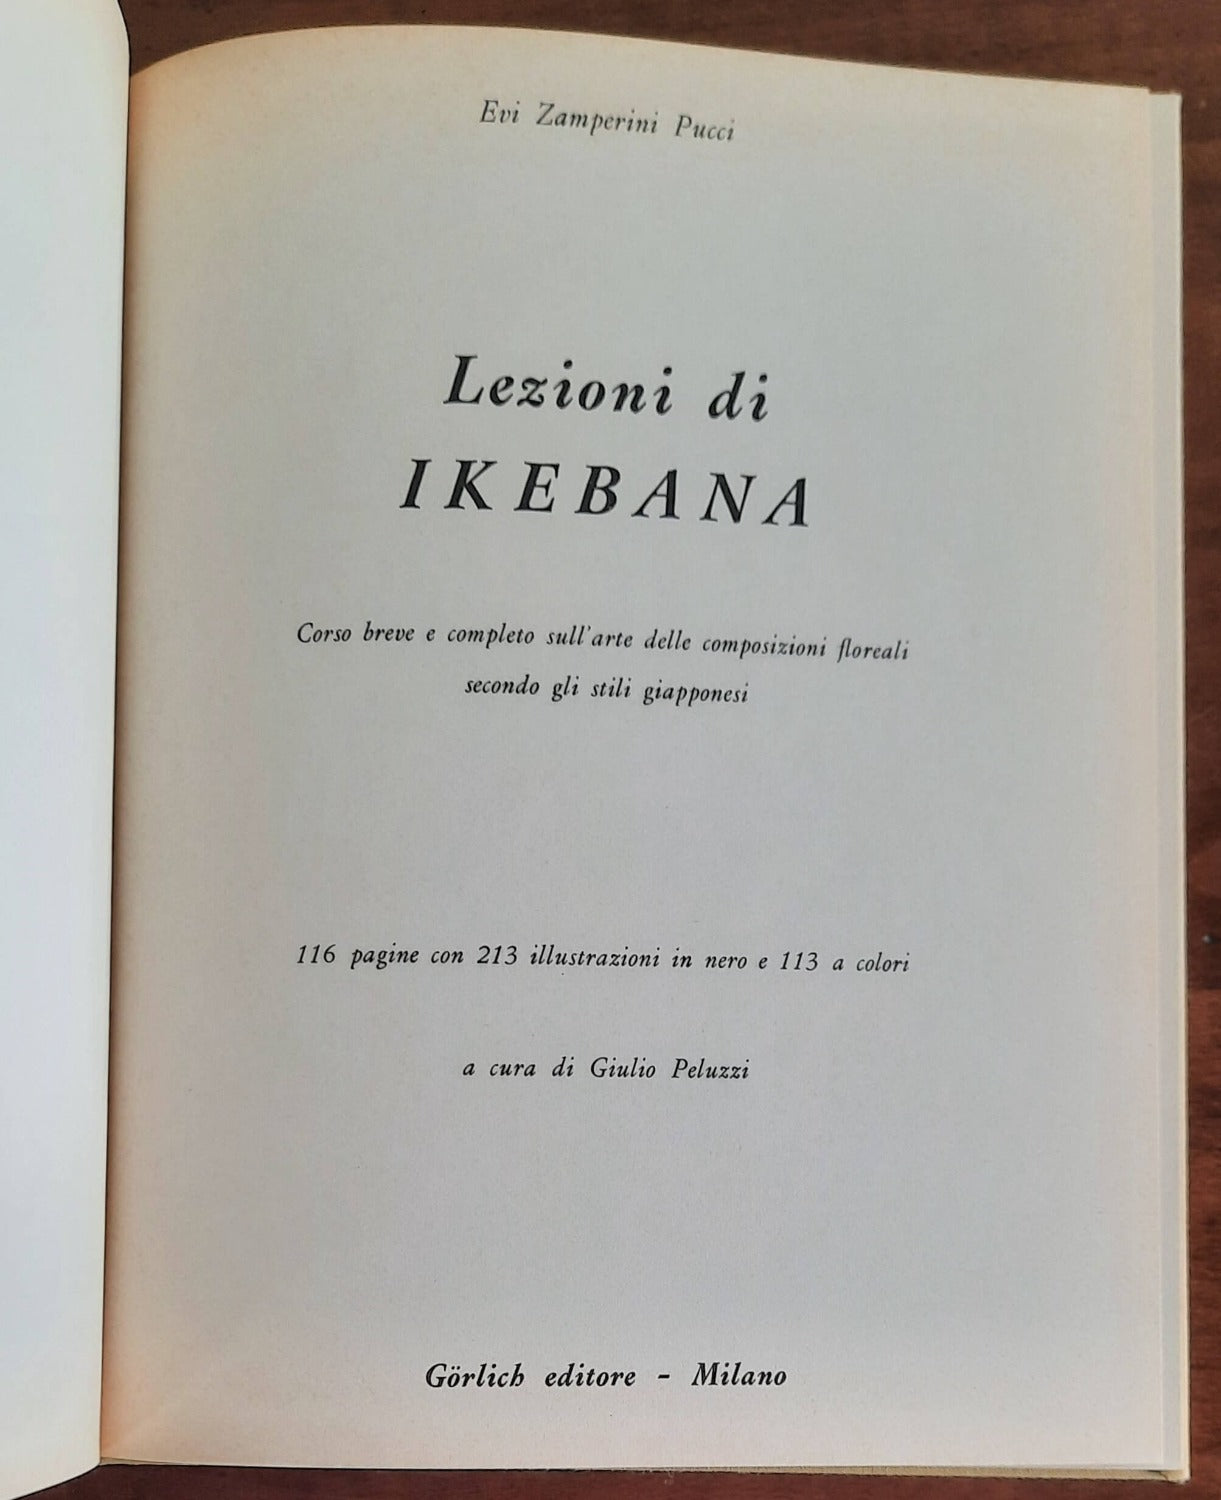 Evi Zamperini Pucci
Lezioni di
IKEBANA
Corso breve e completo sull'arte delle composizioni floreali
secondo gli stili giapponesi
116 pagine con 213 illustrazioni in nero e 113 a colori
a cura di Giulio Peluzzi
Görlich editore - Milano